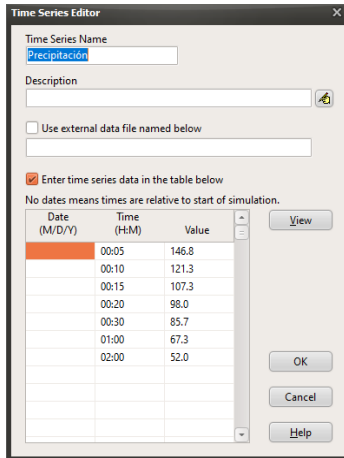 Time Series Editor
Time Series Name
Precipitación
Description
Use external data file named below
Enter time series data in the table below
No dates means times are relative to start of simulation.
Date Time
(M/D/Y) (H:M) Value
View
00:05 146.8
00:10 121.3
00:15 107.3
00:20 98.0
00:30 85.7
01:00 67.3
02:00 52.0
OK
Cancel
Help